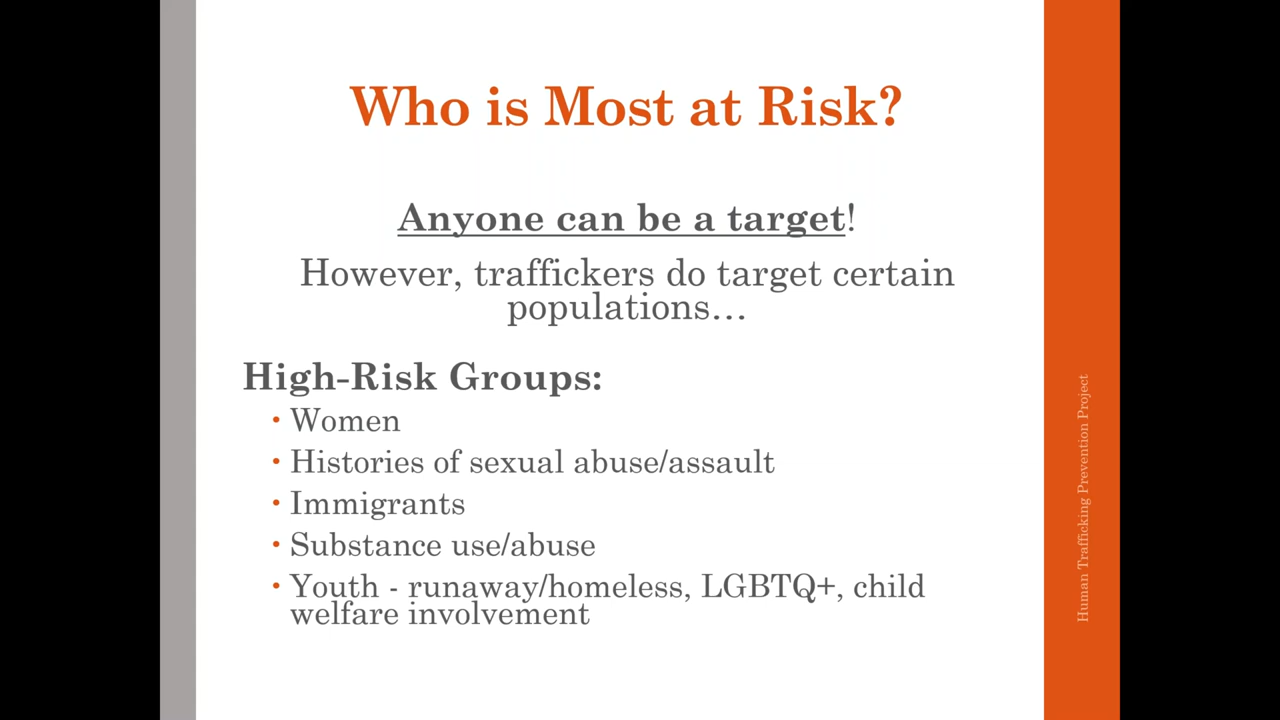 Who is Most at Risk?
Anyone can be a target!
However, traffickers do target certain
populations…
High-Risk Groups:
• Women
• Histories of sexual abuse/assault
• Immigrants
• Substance use/abuse
• Youth - runaway/homeless, LGBTQ+, child
welfare involvement
Human Trafficking Prevention Project